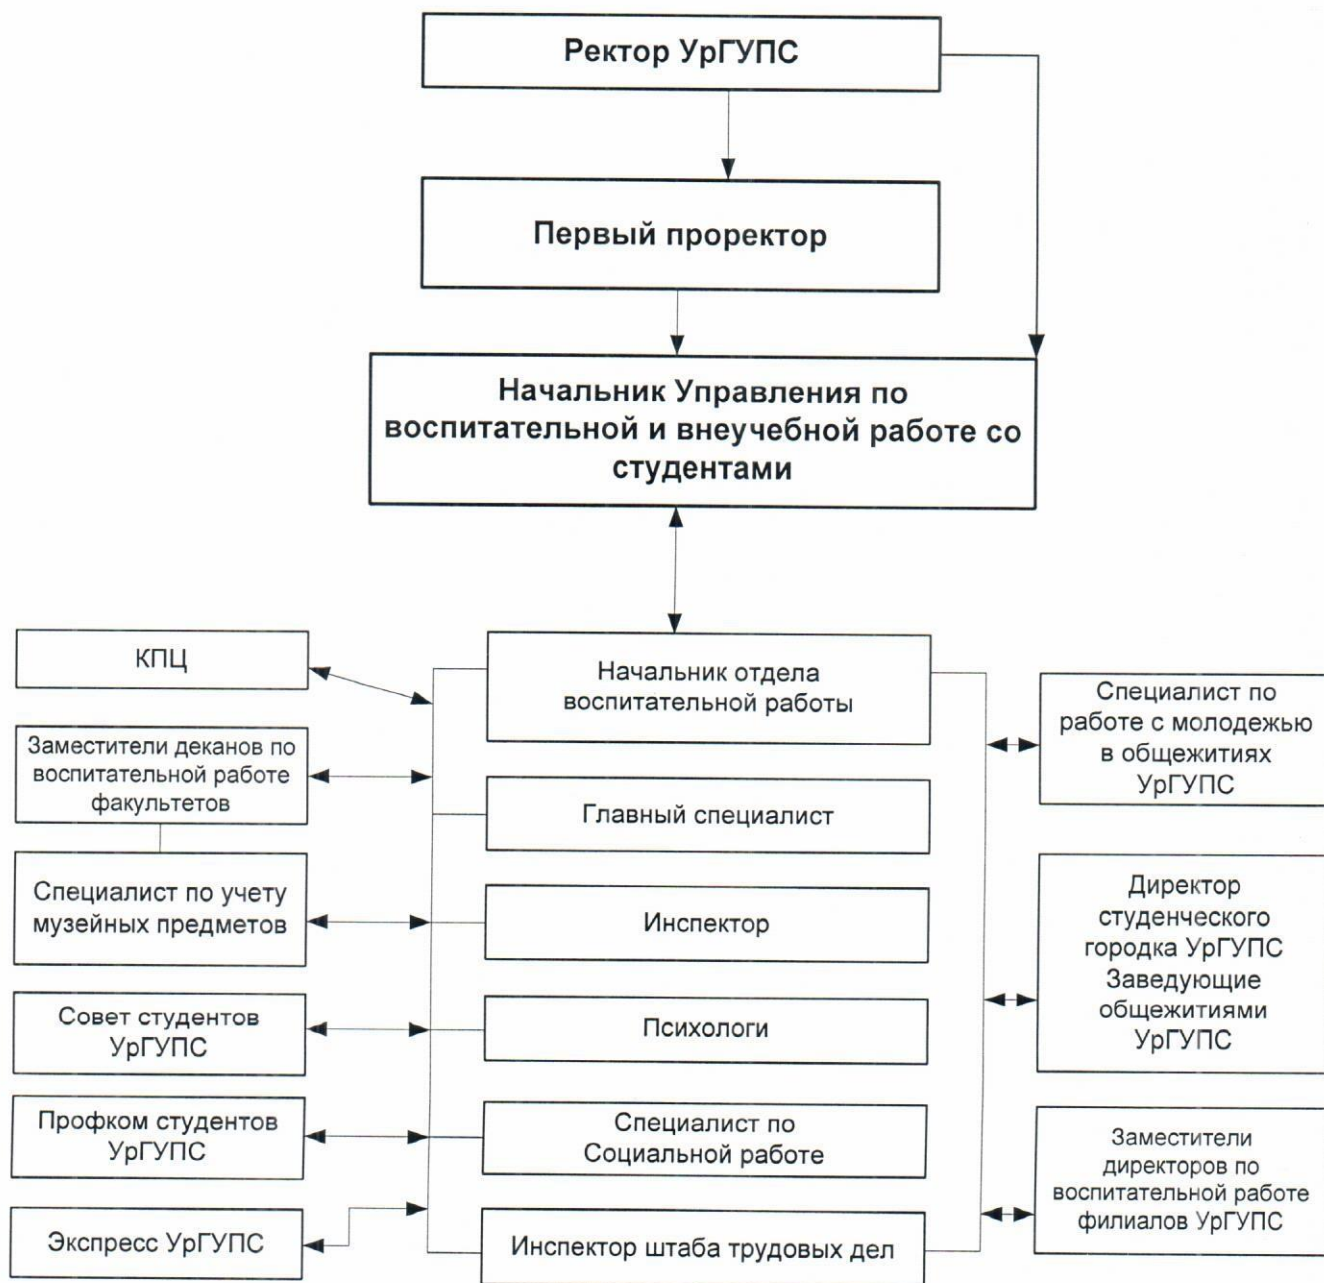 Ректор УрГУПС
Первый проректор
Начальник Управления по
воспитательной и внеучебной работе со
студентами
КПЦ
Заместители деканов по
воспитательной работе
факультетов
Специалист по учету
музейных предметов
Совет студентов
УрГУПС
Профком студентов
УрГУПС
Экспресс УрГУПС
Начальник отдела
воспитательной работы
Главный специалист
Инспектор
Психологи
Специалист по
Социальной работе
Инспектор штаба трудовых дел
Специалист по
работе с молодежью
в общежитиях
УрГУПС
Директор
студенческого
городка УрГУПС
Заведующие
общежитиями
УрГУПС
Заместители
директоров по
воспитательной работе
филиалов УрГУПС